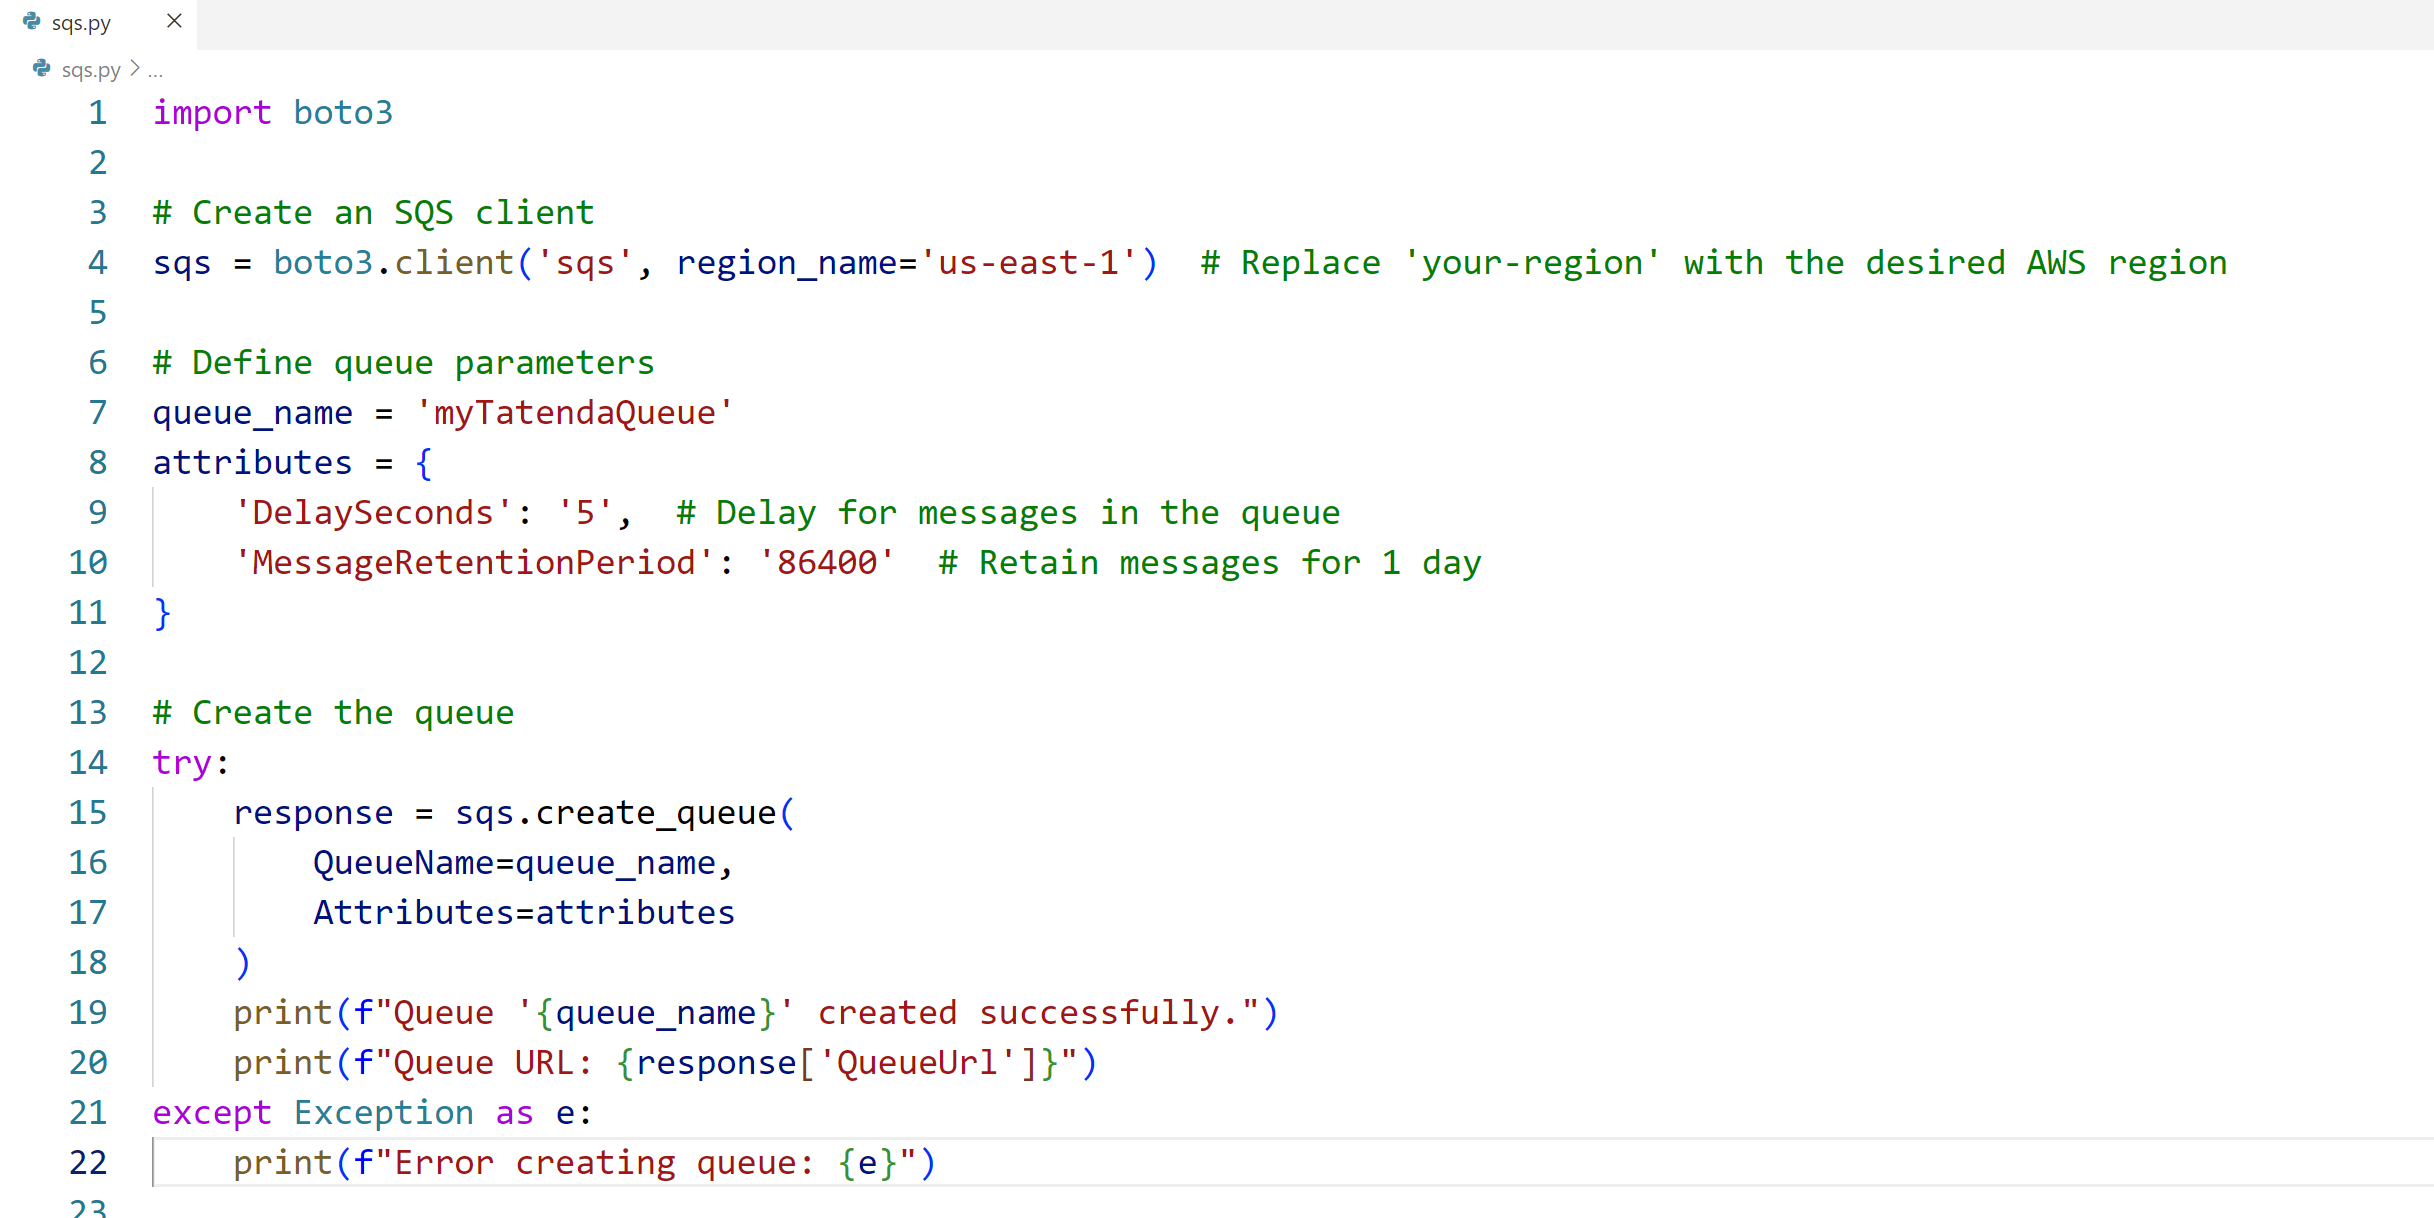 sqs.py
sqs.py > ...
1 import boto3
2
3 # Create an SQS client
4 sqs = boto3.client('sqs', region_name='us-east-1')  # Replace 'your-region' with the desired AWS region
5
6 # Define queue parameters
7 queue_name = 'myTatendaQueue'
8 attributes = {
9     'DelaySeconds': '5',  # Delay for messages in the queue
10     'MessageRetentionPeriod': '86400'  # Retain messages for 1 day
11 }
12
13 # Create the queue
14 try:
15     response = sqs.create_queue(
16         QueueName=queue_name,
17         Attributes=attributes
18     )
19     print(f"Queue '{queue_name}' created successfully.")
20     print(f"Queue URL: {response['QueueUrl']}")
21 except Exception as e:
22     print(f"Error creating queue: {e}")
23